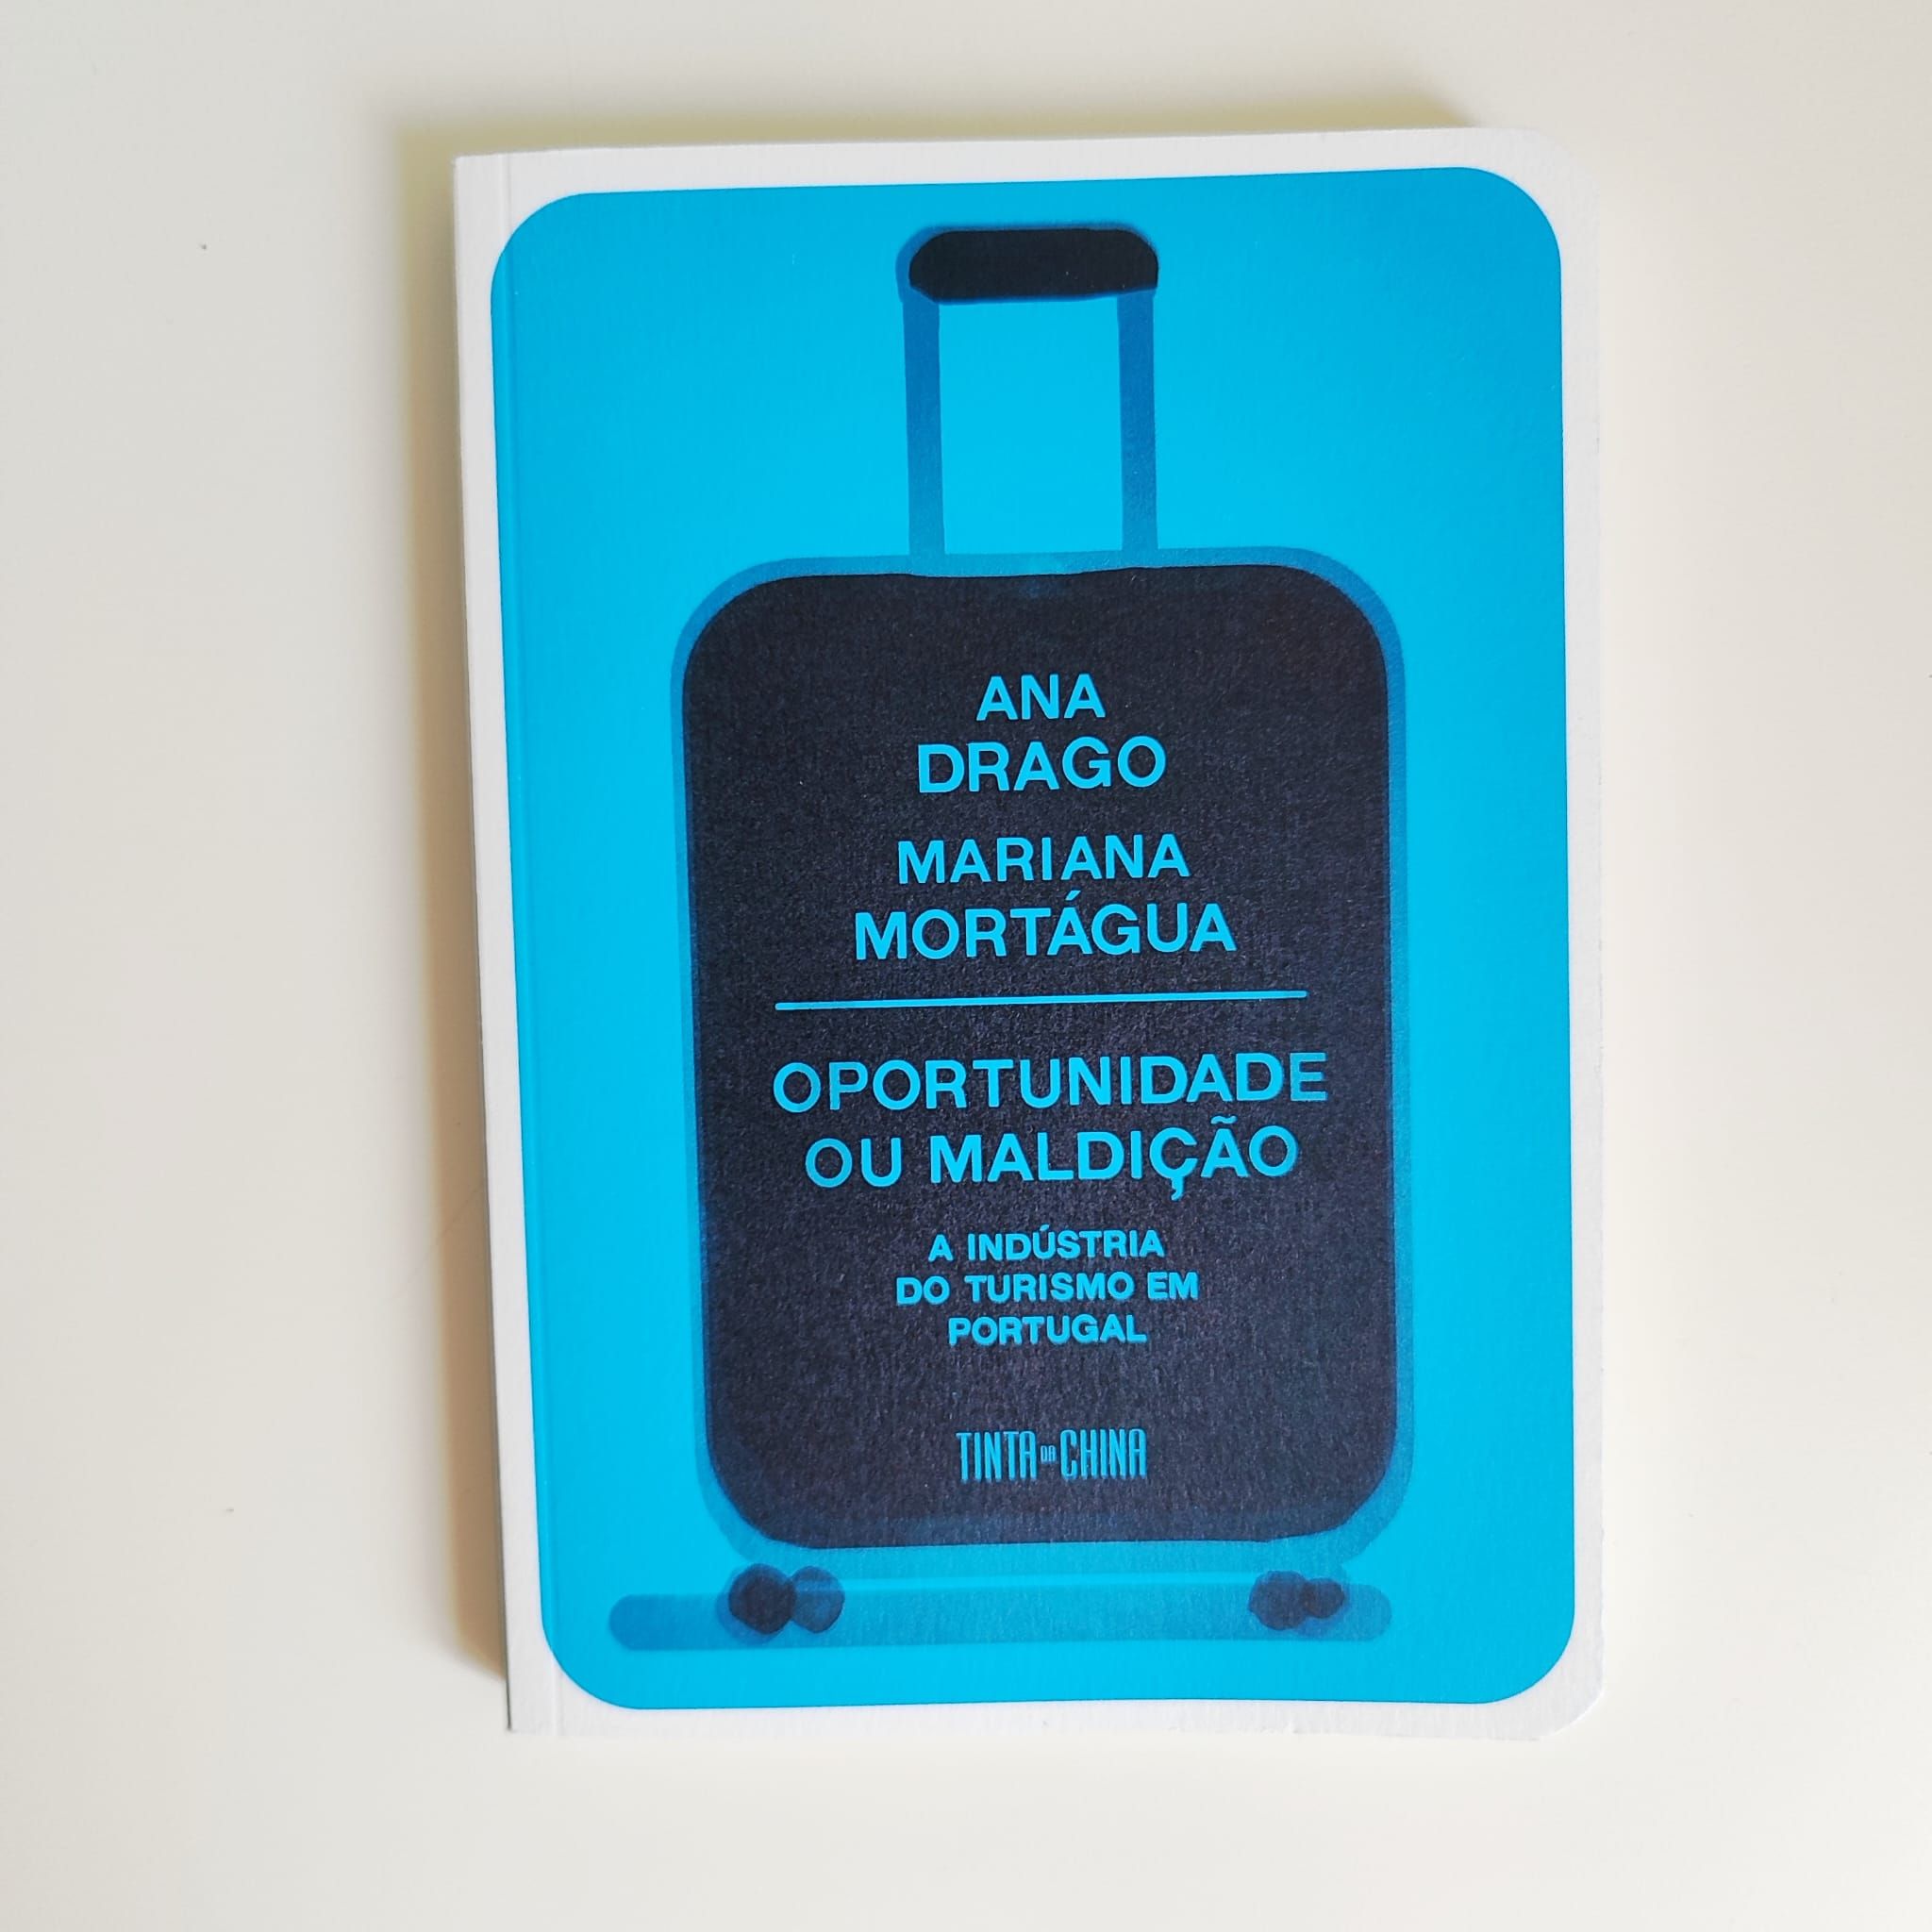 ANA
DRAGO
MARIANA
MORTÁGUA
OPORTUNIDADE
OU MALDIÇÃO
A INDÚSTRIA
DO TURISMO EM
PORTUGAL
TINTA DA CHINA